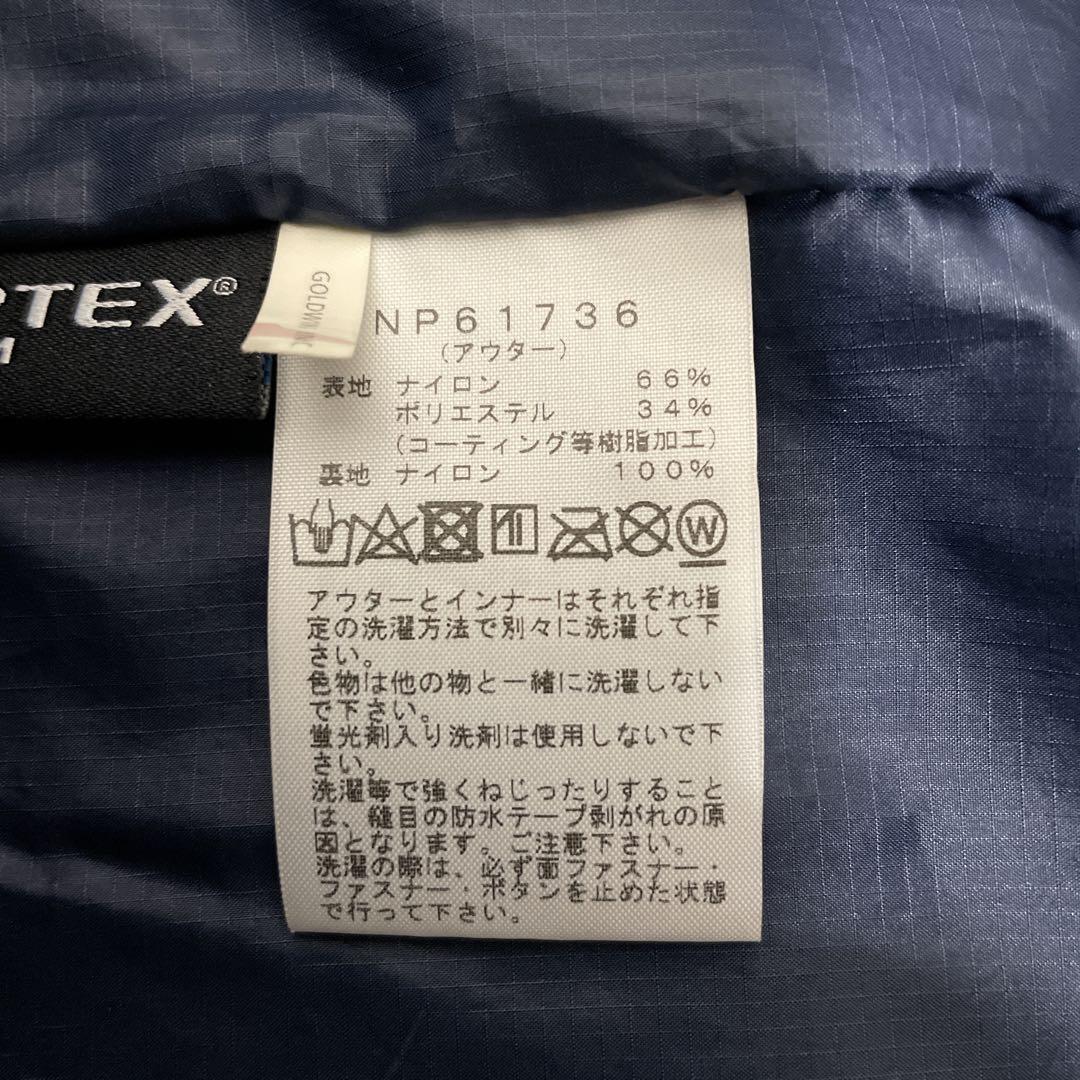 RTEX®
M
GOLDWIN INC
NP61736
(アウター)
表地 ナイロン 66%
ポリエステル 34%
(コーティング等樹脂加工)
裏地 ナイロン 100%
W
アウターとインナーはそれぞれ指
定の洗濯方法で別々に洗濯して下
さい。
色物は他の物と一緒に洗濯しない
で下さい。
蛍光剤入り洗剤は使用しないで下
さい。
洗濯等で強くねじったりすること
は、縫目の防水テープ剥がれの原
因となります。ご注意下さい。
洗濯の際は、必ず面ファスナー・
ファスナー・ボタンを止めた状態
で行って下さい。